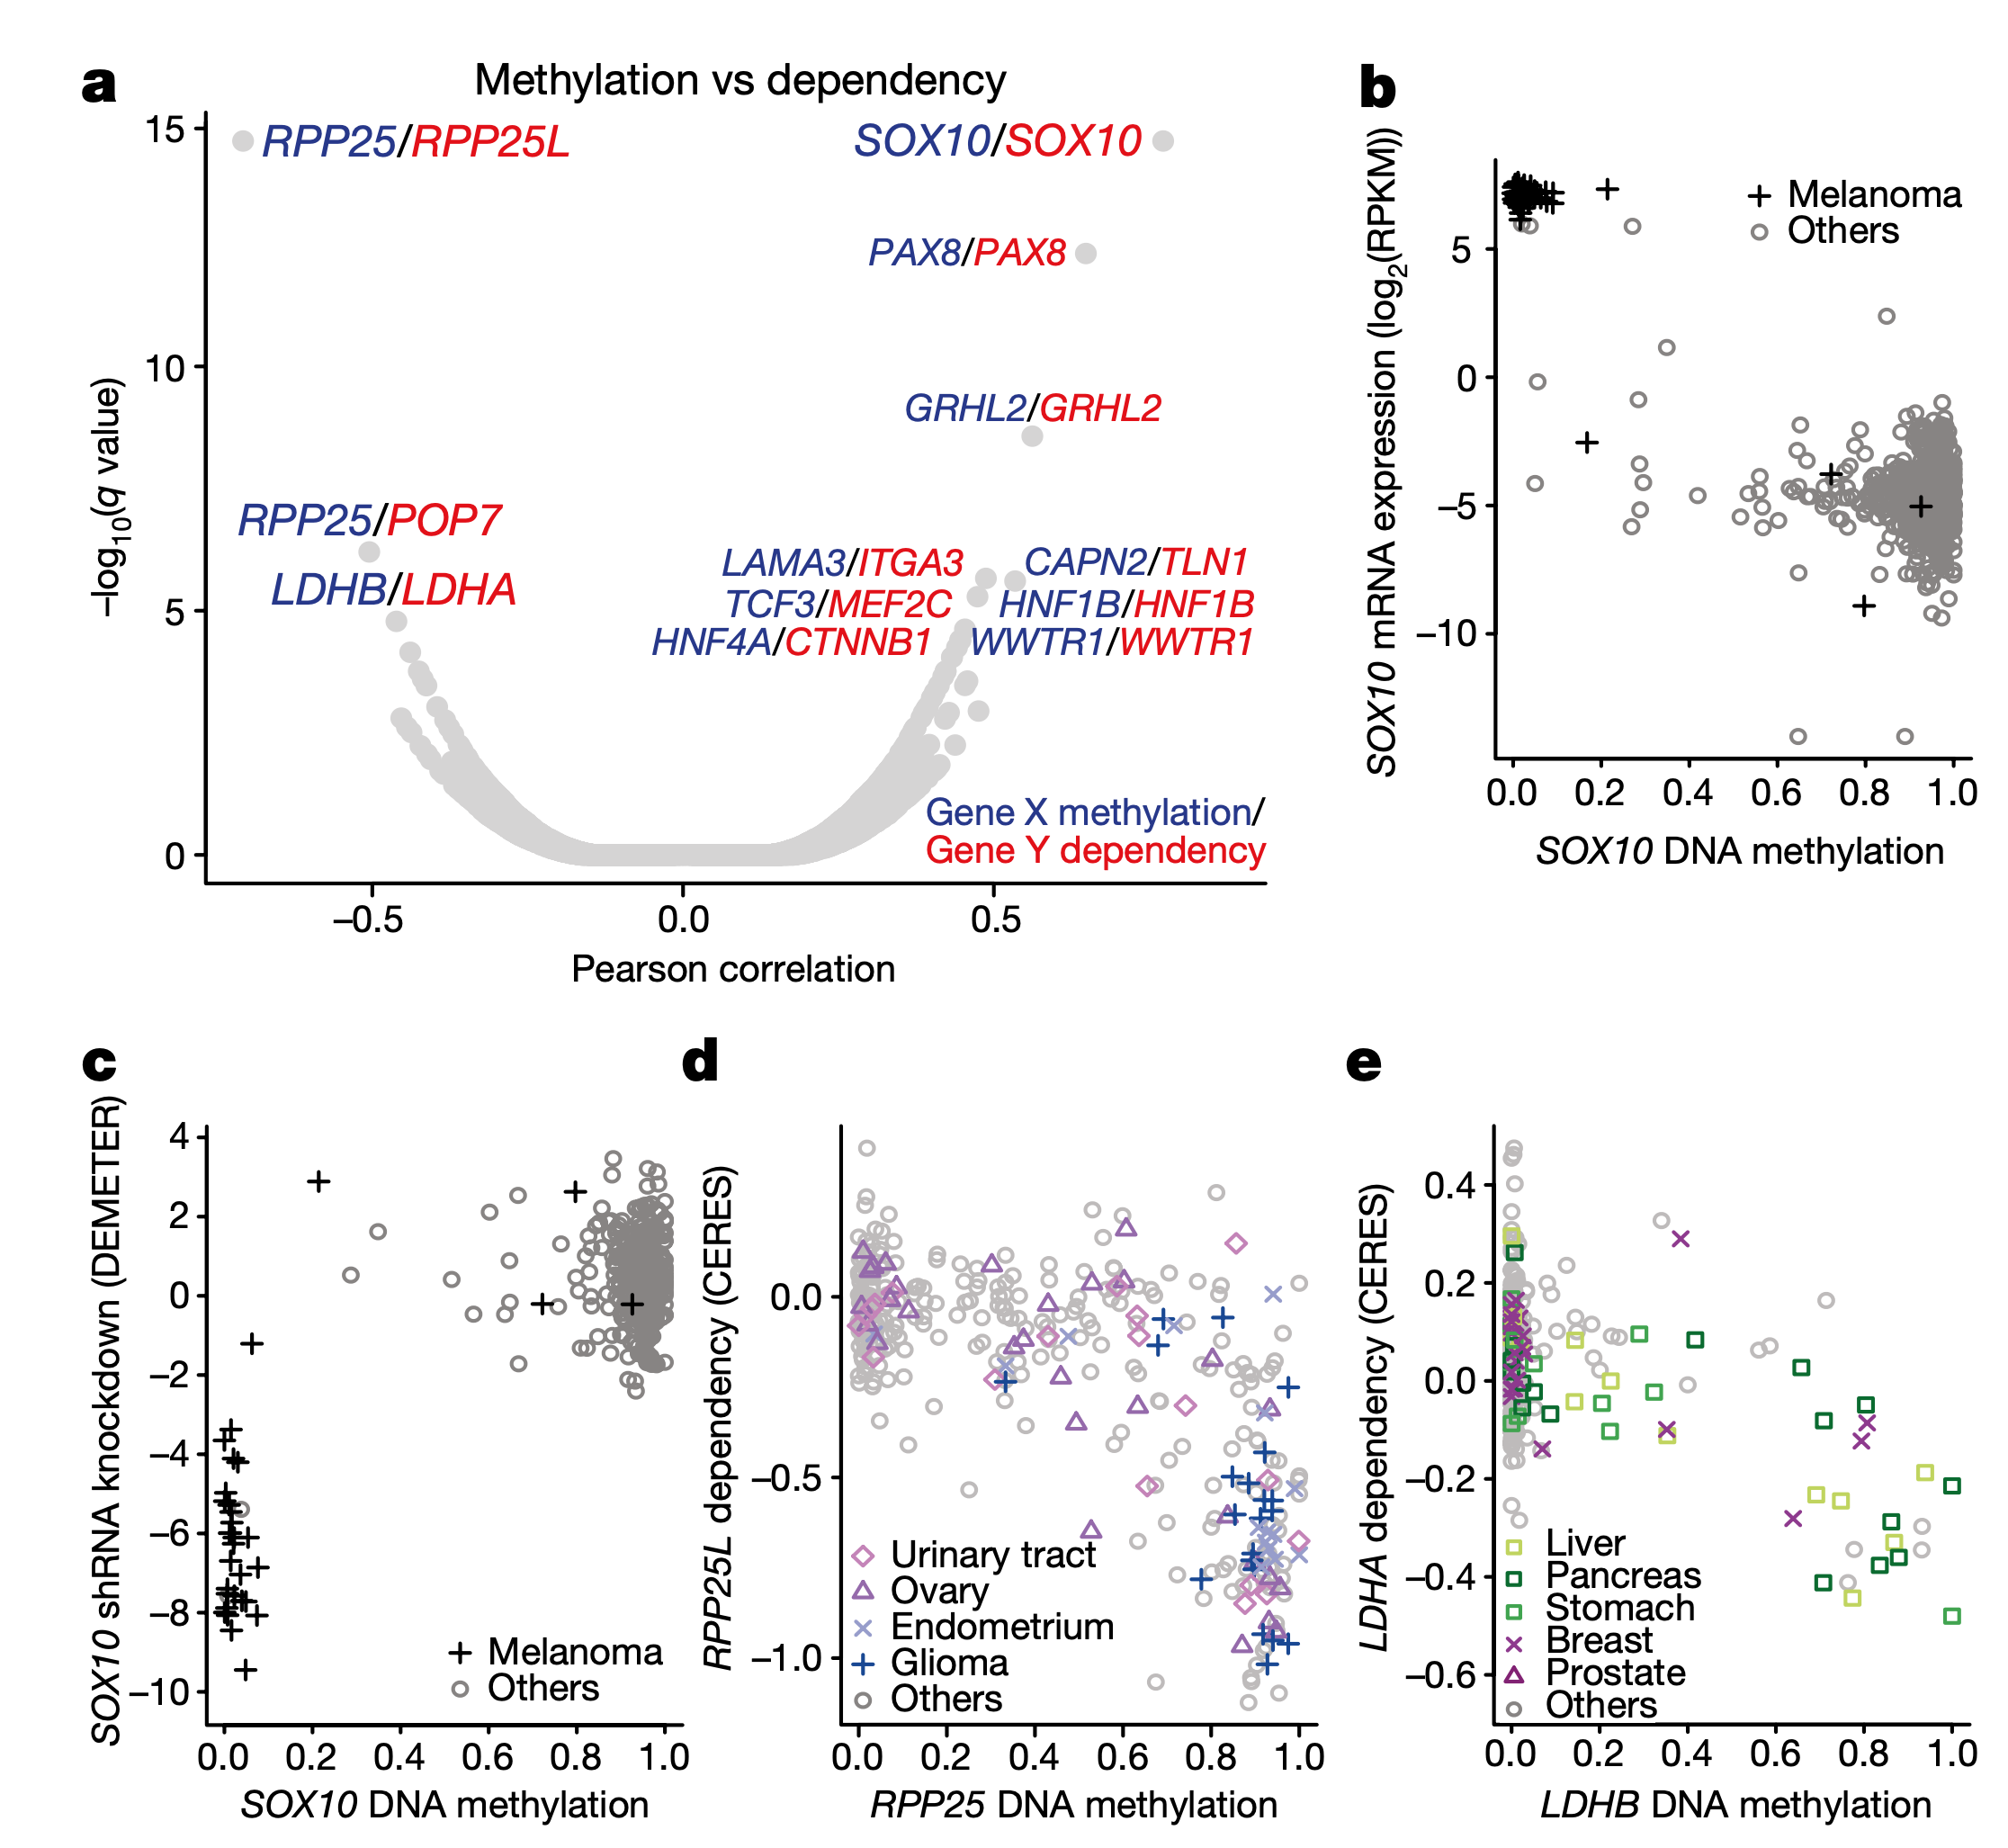 a
Methylation vs dependency
−log10(q value)
15
10
5
0
RPP25/RPP25L
SOX10/SOX10
PAX8/PAX8
GRHL2/GRHL2
RPP25/POP7
LDHB/LDHA
LAMA3/ITGA3
CAPN2/TLN1
TCF3/MEF2C
HNF1B/HNF1B
HNF4A/CTNNB1
WWTR1/WWTR1
Gene X methylation/
Gene Y dependency
−0.5 0.0 0.5
Pearson correlation
b
SOX10 mRNA expression (log2(RPKM))
5
0
−5
−10
Melanoma
Others
0.0 0.2 0.4 0.6 0.8 1.0
SOX10 DNA methylation
c
SOX10 shRNA knockdown (DEMETER)
4
2
0
−2
−4
−6
−8
−10
Melanoma
Others
0.0 0.2 0.4 0.6 0.8 1.0
SOX10 DNA methylation
d
RPP25L dependency (CERES)
0.0
−0.5
−1.0
Urinary tract
Ovary
Endometrium
Glioma
Others
0.0 0.2 0.4 0.6 0.8 1.0
RPP25 DNA methylation
e
LDHA dependency (CERES)
0.4
0.2
0.0
−0.2
−0.4
−0.6
Liver
Pancreas
Stomach
Breast
Prostate
Others
0.0 0.2 0.4 0.6 0.8 1.0
LDHB DNA methylation